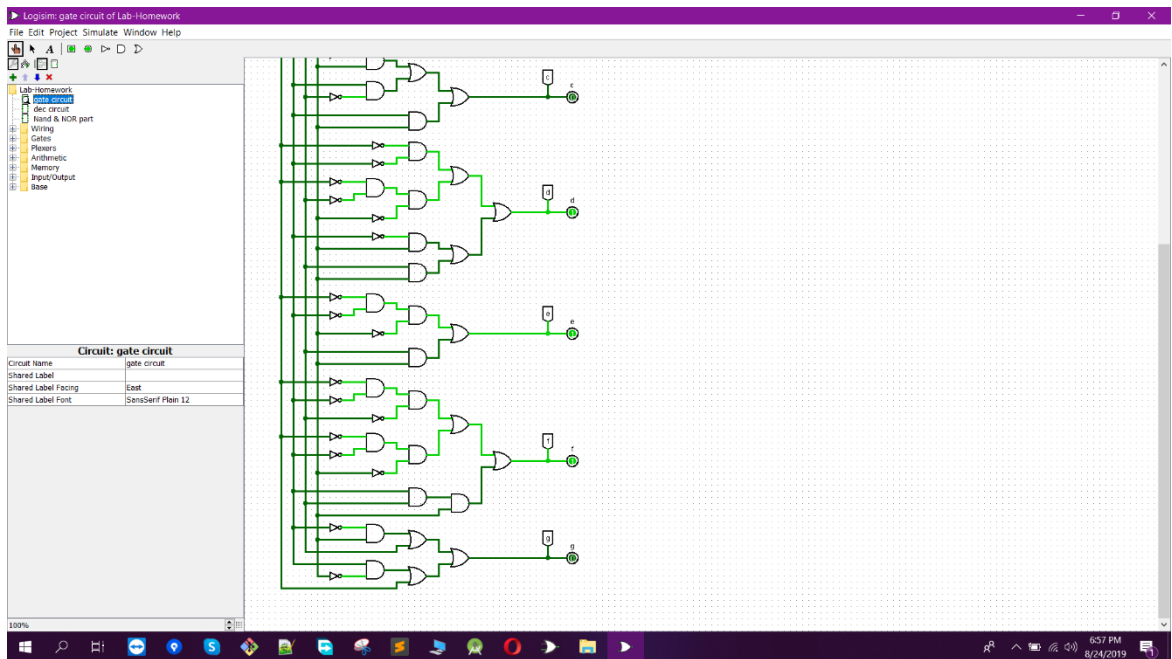 Logisim: gate circuit of Lab-Homework
File Edit Project Simulate Window Help
A
Lab-Homework
gate circuit
dec circuit
Nand & NOR part
Wiring
Gates
Plexers
Arithmetic
Memory
Input/Output
Base
Circuit: gate circuit
Circuit Name gate circuit
Shared Label
Shared Label Facing East
Shared Label Font SansSerif Plain 12
100%
c
c
d
d
e
e
f
f
g
g
6:57 PM
8/24/2019